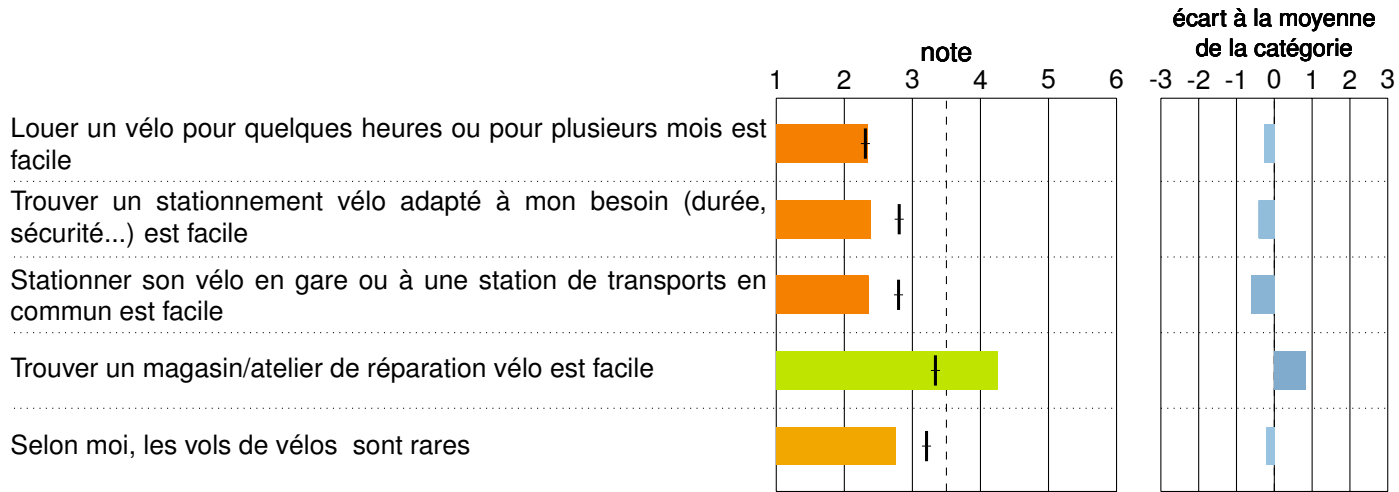 écart à la moyenne
note de la catégorie
1 2 3 4 5 6 -3 -2 -1 0 1 2 3
Louer un vélo pour quelques heures ou pour plusieurs mois est
facile
Trouver un stationnement vélo adapté à mon besoin (durée,
sécurité...) est facile
Stationner son vélo en gare ou à une station de transports en
commun est facile
Trouver un magasin/atelier de réparation vélo est facile
Selon moi, les vols de vélos sont rares